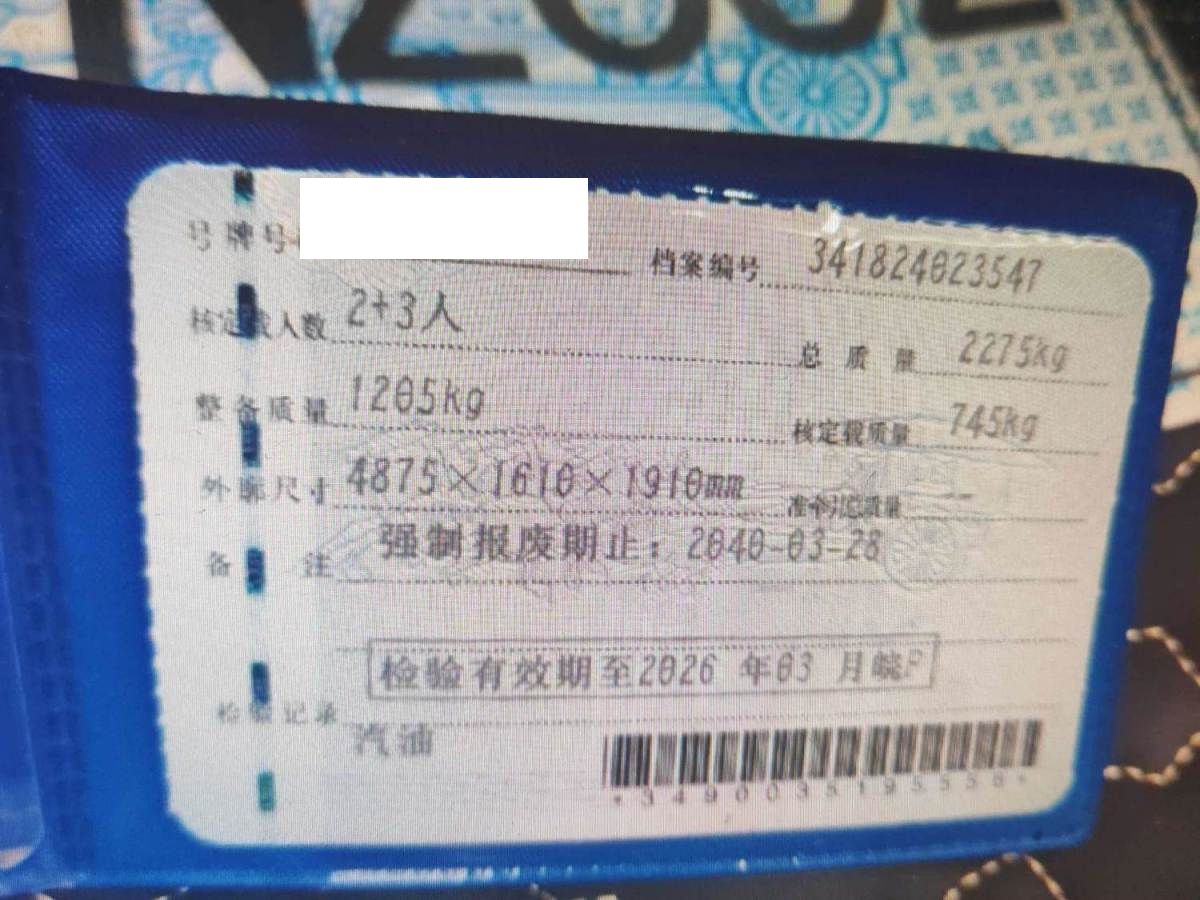 号牌号
档案编号 341824023547
核定载人数 2+3人
总质量 2275kg
整备质量 1205kg
核定载质量 745kg
外廓尺寸 4875×1610×1910mm
准牵引总质量 --
备注 强制报废期止：2040-03-28
检验有效期至2026 年03 月皖P
检验记录
汽油
*3490035195558*